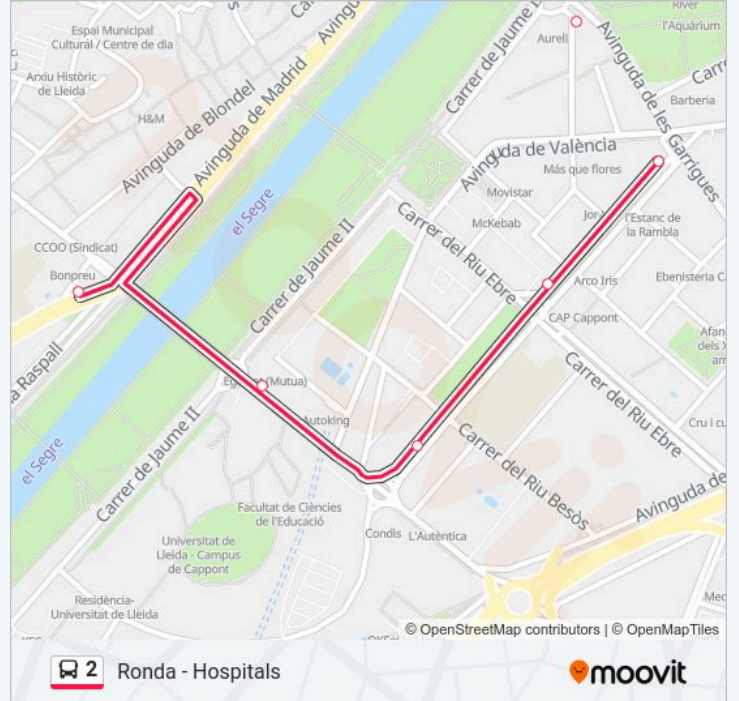 River
l'Aquàrium
Espai Municipal
Cultural / Centre de dia
Aureli
Arxiu Històric
de Lleida
H&M
Avinguda de Blondel
Avinguda de Madrid
Carrer de Jaume II
Avinguda de les Garrigues
Barberia
Avinguda de València
Más que flores
Movistar
McKebab
l'Estanc de
la Rambla
el Segre
Carrer del Riu Ebre
CCOO (Sindicat)
Bonpreu
Carrer de Jaume II
Arco Iris
Ebenisteria C
CAP Cappont
(Mutua)
Autoking
Carrer del Riu Ebre
Raspall
el Segre
Carrer de Jaume II
Carrer del Riu Besòs
Avinguda de
Facultat de Ciències
de l'Educació
Condis
L'Autèntica
Universitat de
Lleida - Campus
de Cappont
Residència-
Universitat de Lleida
© OpenStreetMap contributors | © OpenMapTiles
2 Ronda - Hospitals
moovit